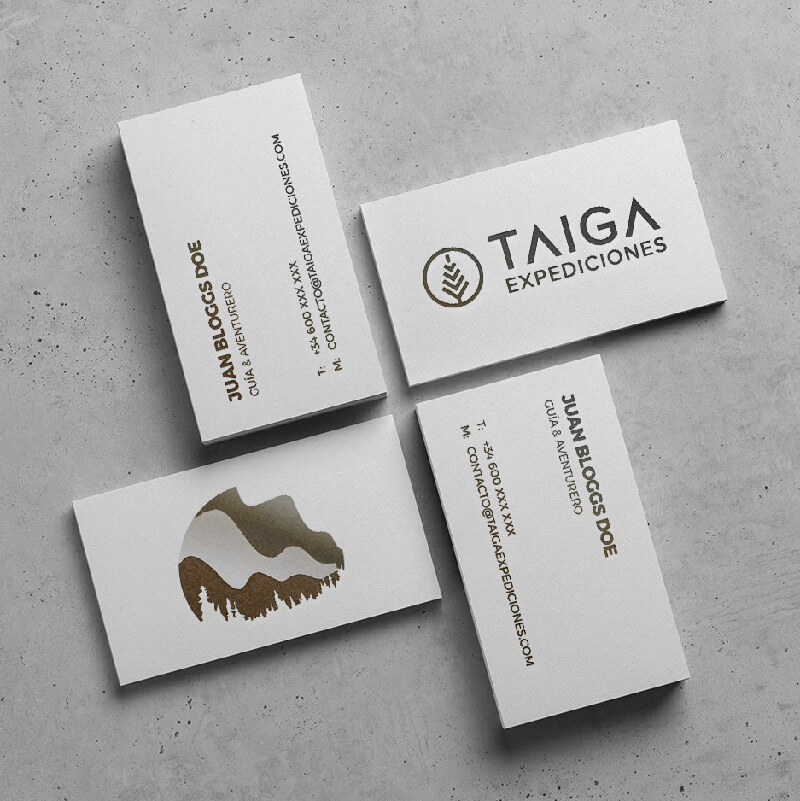 JUAN BLOGGS DOE
GUÍA & AVENTURERO
T: +34 600 XXX XXX
M: CONTACTO@TAIGAEXPEDICIONES.COM
TAIGA
EXPEDICIONES
JUAN BLOGGS DOE
GUÍA & AVENTURERO
T: +34 600 XXX XXX
M: CONTACTO@TAIGAEXPEDICIONES.COM